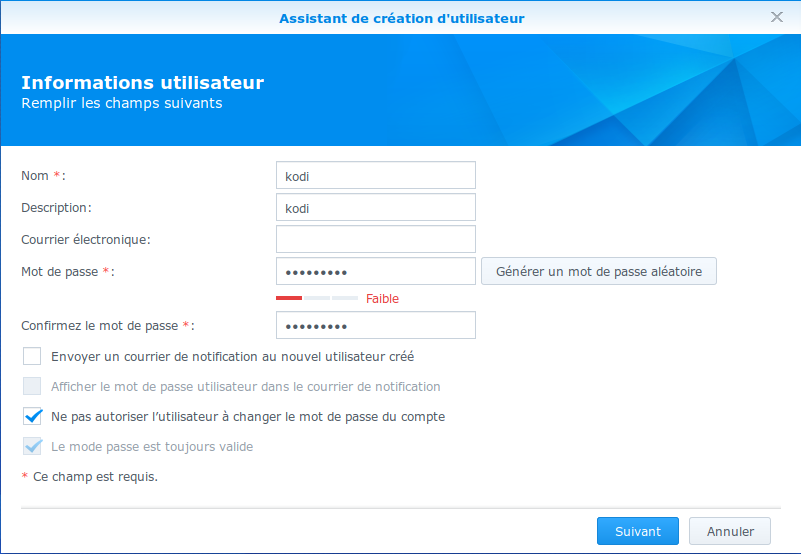 Assistant de création d'utilisateur
Informations utilisateur
Remplir les champs suivants
Nom *: kodi
Description: kodi
Courrier électronique:
Mot de passe *: ●●●●●●●●● Générer un mot de passe aléatoire
Faible
Confirmez le mot de passe *: ●●●●●●●●●
Envoyer un courrier de notification au nouvel utilisateur créé
Afficher le mot de passe utilisateur dans le courrier de notification
Ne pas autoriser l'utilisateur à changer le mot de passe du compte
Le mode passe est toujours valide
* Ce champ est requis.
Suivant Annuler